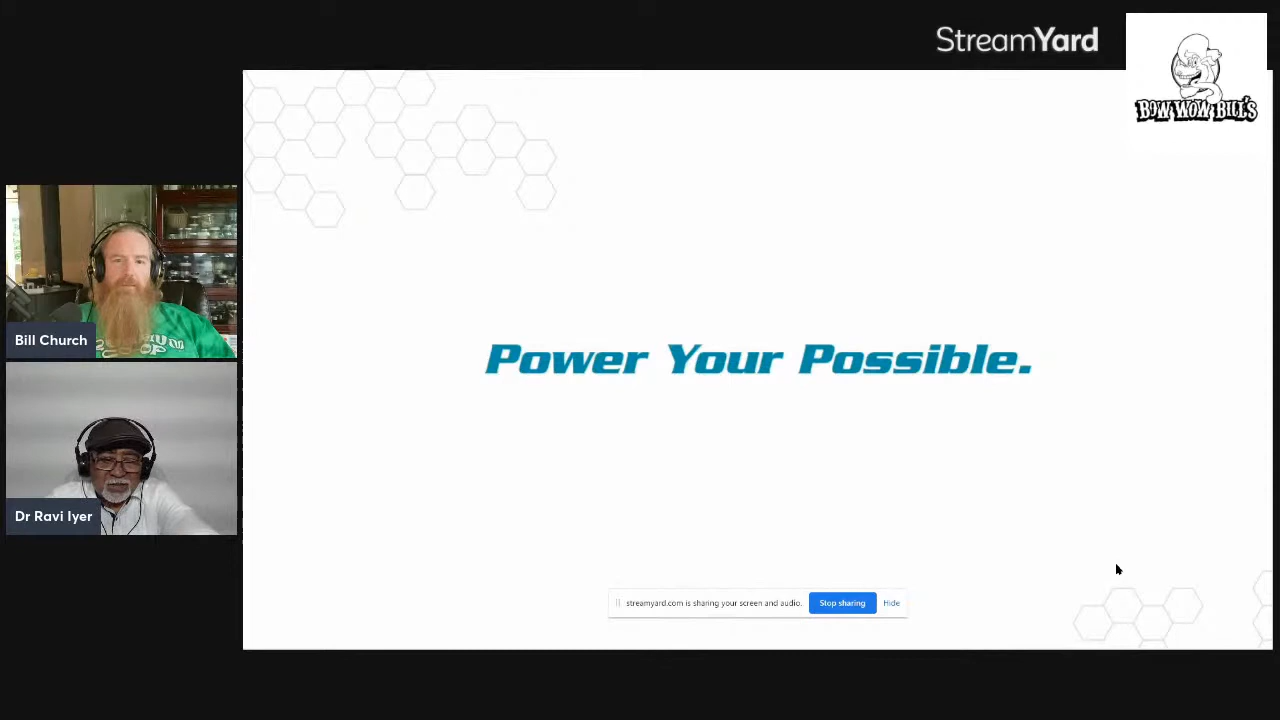 StreamYard
BOW WOW BILL'S
Bill Church
Power Your Possible.
Dr Ravi Iyer
streamyard.com is sharing your screen and audio.
Stop sharing
Hide